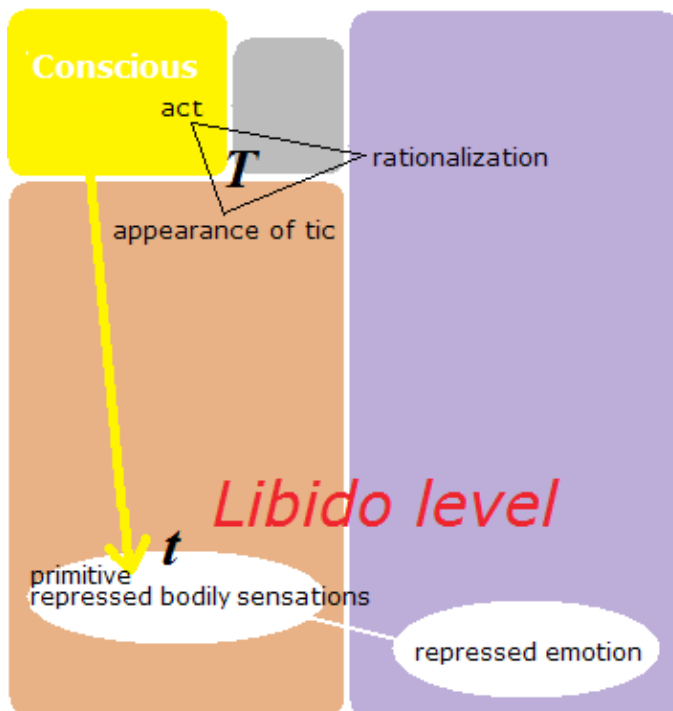 Conscious
act
T
rationalization
appearance of tic
Libido level
t
primitive
repressed bodily sensations
repressed emotion